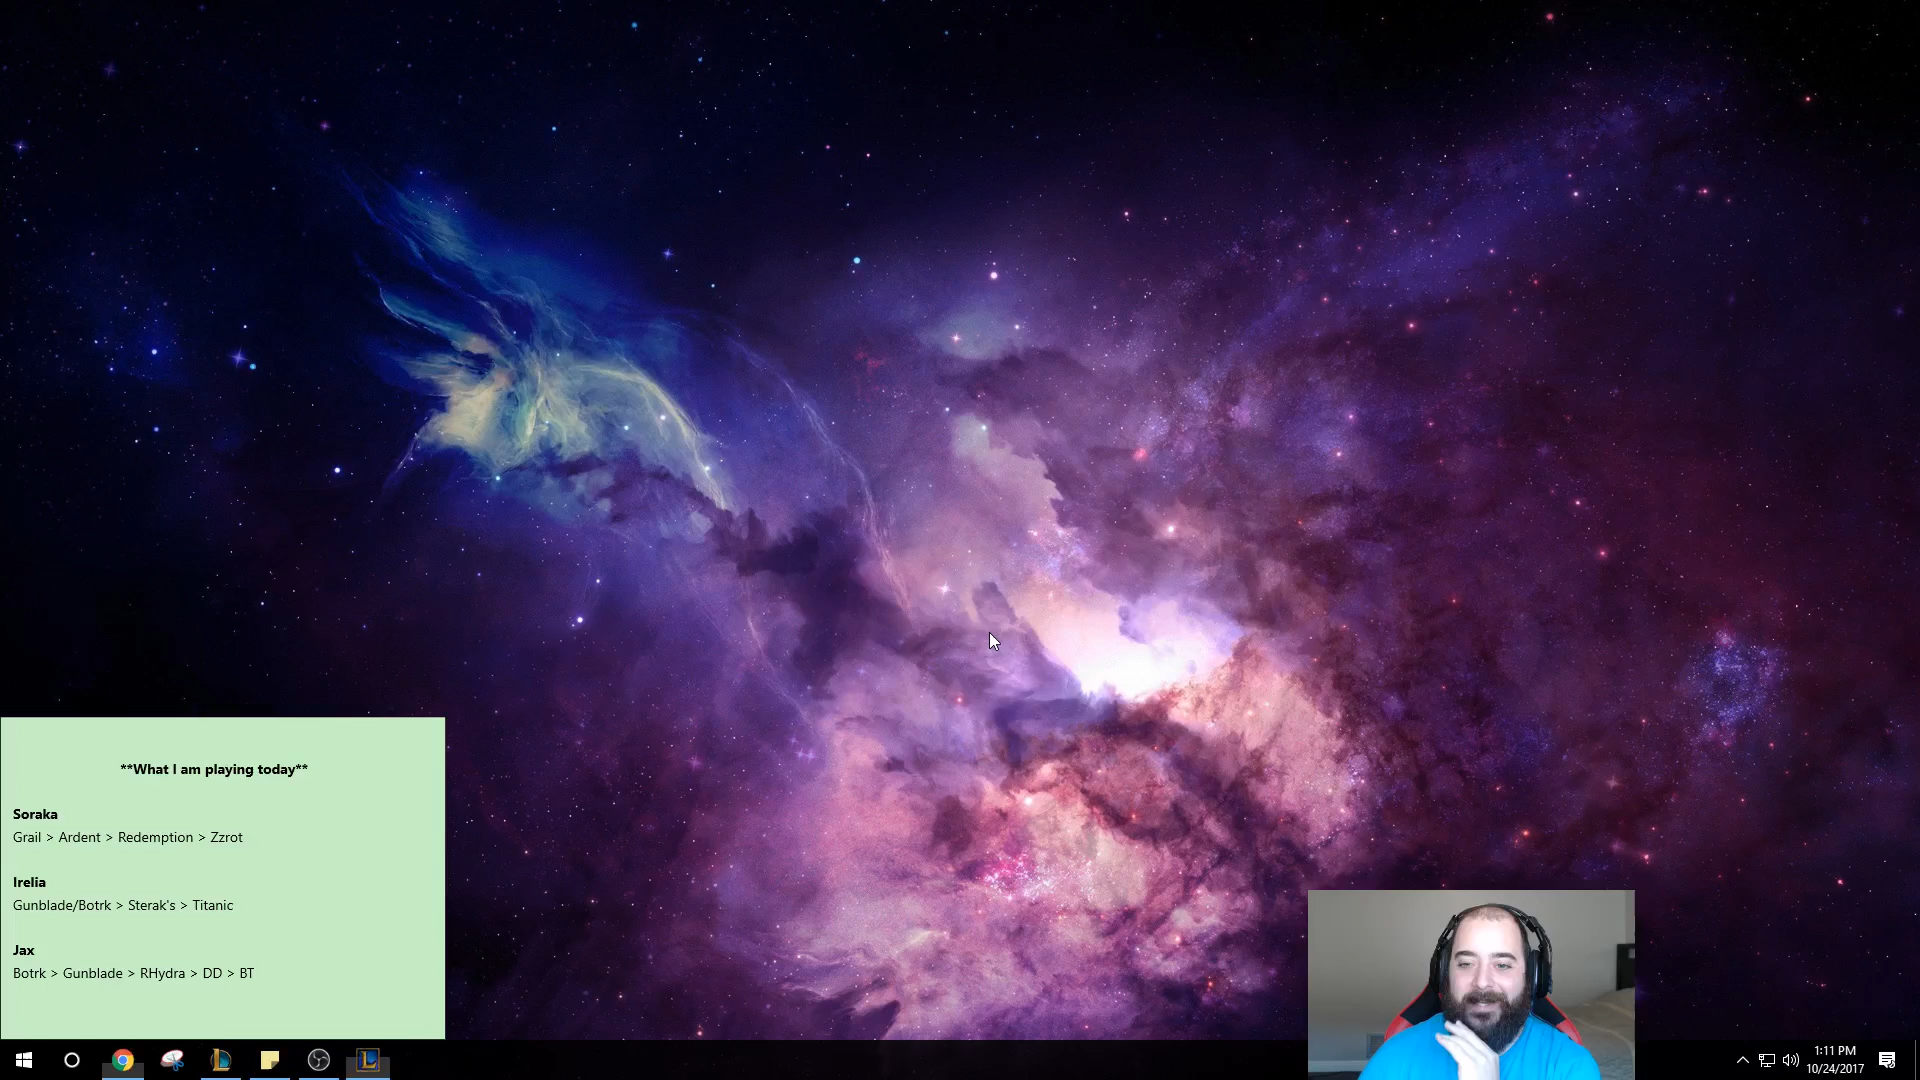 **What I am playing today**
Soraka
Grail > Ardent > Redemption > Zzrot
Irelia
Gunblade/Botrk > Sterak's > Titanic
Jax
Botrk > Gunblade > RHydra > DD > BT
1:11 PM
10/24/2017